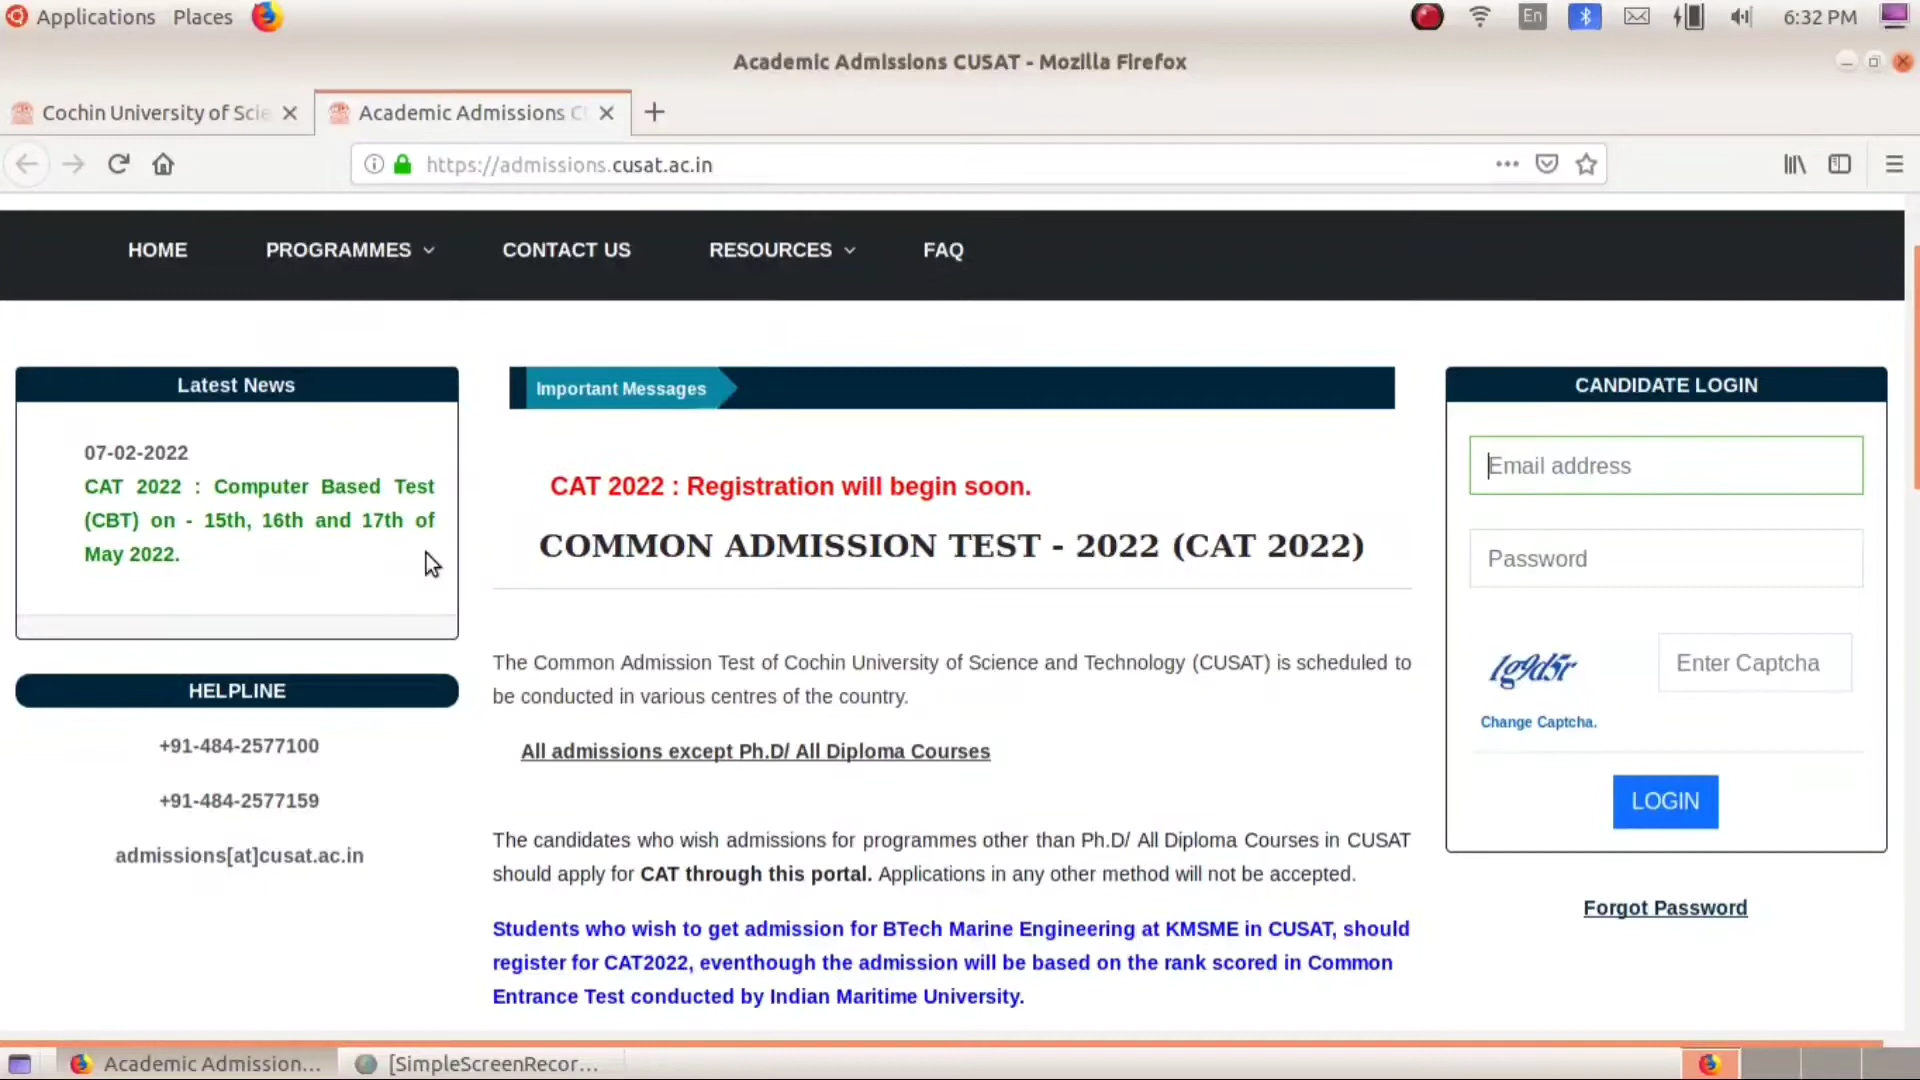 Applications Places
En
6:32 PM
Academic Admissions CUSAT - Mozilla Firefox
Cochin University of Scie
Academic Admissions C
https://admissions.cusat.ac.in
HOME PROGRAMMES CONTACT US RESOURCES FAQ
Latest News
07-02-2022
CAT 2022 : Computer Based Test
(CBT) on - 15th, 16th and 17th of
May 2022.
HELPLINE
+91-484-2577100
+91-484-2577159
admissions[at]cusat.ac.in
Important Messages
CAT 2022 : Registration will begin soon.
COMMON ADMISSION TEST - 2022 (CAT 2022)
The Common Admission Test of Cochin University of Science and Technology (CUSAT) is scheduled to
be conducted in various centres of the country.
All admissions except Ph.D/ All Diploma Courses
The candidates who wish admissions for programmes other than Ph.D/ All Diploma Courses in CUSAT
should apply for CAT through this portal. Applications in any other method will not be accepted.
Students who wish to get admission for BTech Marine Engineering at KMSME in CUSAT, should
register for CAT2022, eventhough the admission will be based on the rank scored in Common
Entrance Test conducted by Indian Maritime University.
CANDIDATE LOGIN
Email address
Password
lg9d5r
Enter Captcha
Change Captcha.
LOGIN
Forgot Password
Academic Admission...
[SimpleScreenRecor...